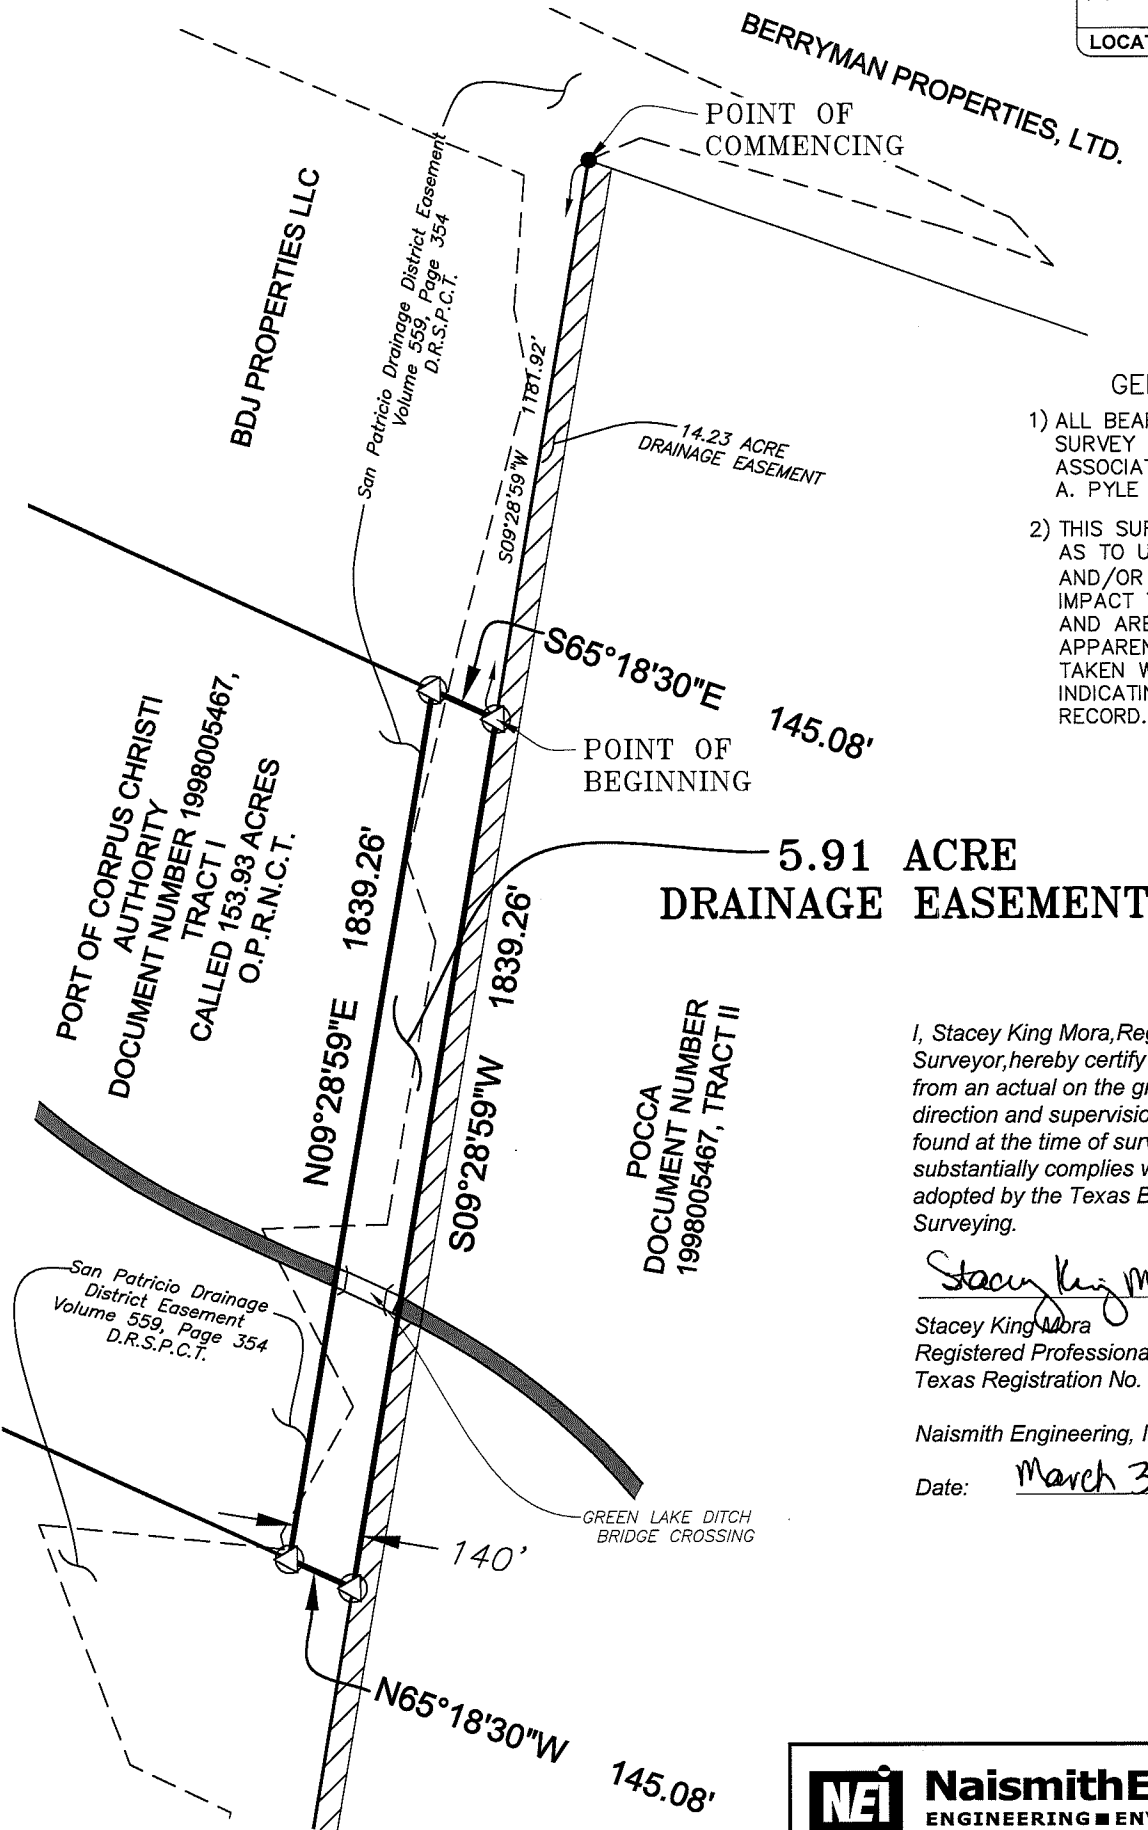 LOCAT
BERRYMAN PROPERTIES, LTD.
POINT OF
COMMENCING
BDJ PROPERTIES LLC
San Patricio Drainage District Easement
Volume 559, Page 354
D.R.S.P.C.T.
S09°28'59"W 1181.92'
14.23 ACRE
DRAINAGE EASEMENT
GE
1) ALL BEA
SURVEY
ASSOCIAT
A. PYLE
2) THIS SU
AS TO U
AND/OR
IMPACT
AND ARE
APPAREN
TAKEN W
INDICATIN
RECORD.
S65°18'30"E 145.08'
POINT OF
BEGINNING
PORT OF CORPUS CHRISTI
AUTHORITY
DOCUMENT NUMBER 1998005467,
TRACT I
CALLED 153.93 ACRES
O.P.R.N.C.T.
N09°28'59"E 1839.26'
S09°28'59"W 1839.26'
5.91 ACRE
DRAINAGE EASEMENT
POCCA
DOCUMENT NUMBER
1998005467, TRACT II
I, Stacey King Mora,Reg
Surveyor,hereby certify
from an actual on the g
direction and supervisio
found at the time of sur
substantially complies
adopted by the Texas
Surveying.
Stacey King M
Stacey King Mora
Registered Professiona
Texas Registration No.
Naismith Engineering, I
Date: March 3
San Patricio Drainage
District Easement
Volume 559, Page 354
D.R.S.P.C.T.
GREEN LAKE DITCH
BRIDGE CROSSING
140'
N65°18'30"W 145.08'
NEI NaismithE
ENGINEERING■ENV